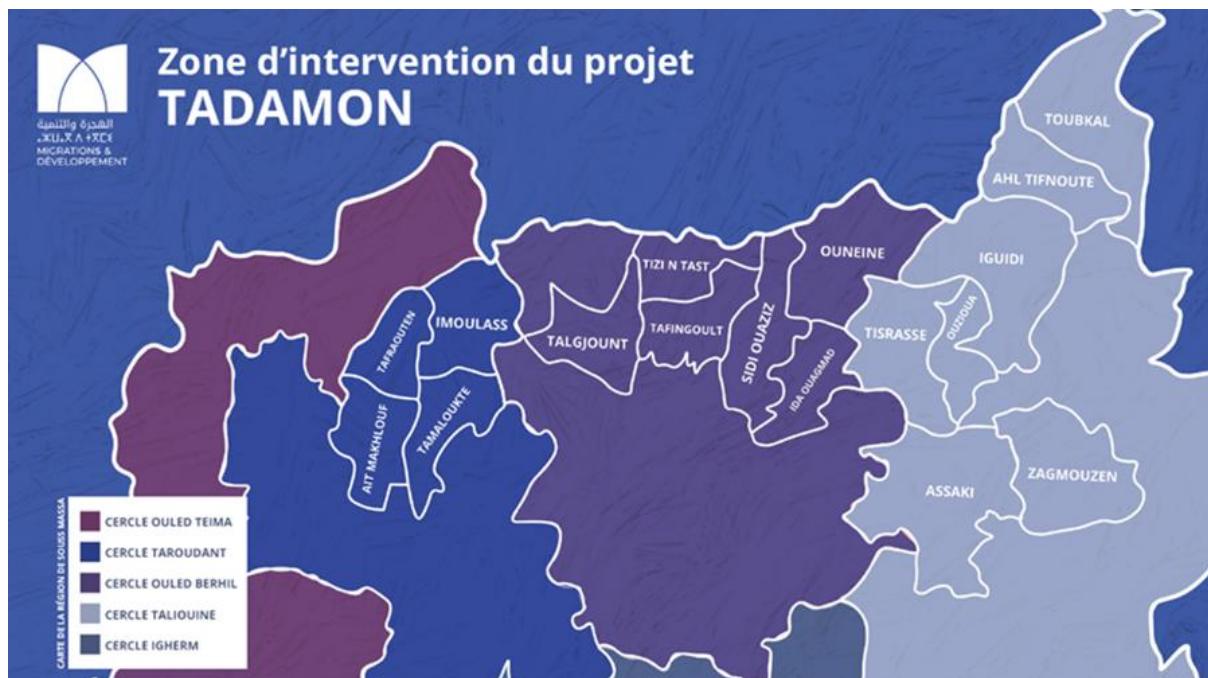 Zone d'intervention du projet
TADAMON
الهجرة والتنمية
ⴰⵎⵓⴷⴷⵓ ⴷ ⵜⴰⵏⴼⵍⵉⵜ
MIGRATIONS &
DÉVELOPPEMENT
TOUBKAL
AHL TIFNOUTE
OUNEINE
IGUIDI
TIZI N TAST
IMOULASS
TAFRAOUTEN
TALGJOUNT
TAFINGOULT
SIDI OUAZIZ
IDA OUAGMAD
TISRASSE
OUZIOUA
AIT MAKHLOUF
TAMALOUKTE
ASSAKI
ZAGMOUZEN
CARTE DE LA RÉGION DE SOUSS MASSA
CERCLE OULED TEIMA
CERCLE TAROUDANT
CERCLE OULED BERHIL
CERCLE TALIOUINE
CERCLE IGHERM